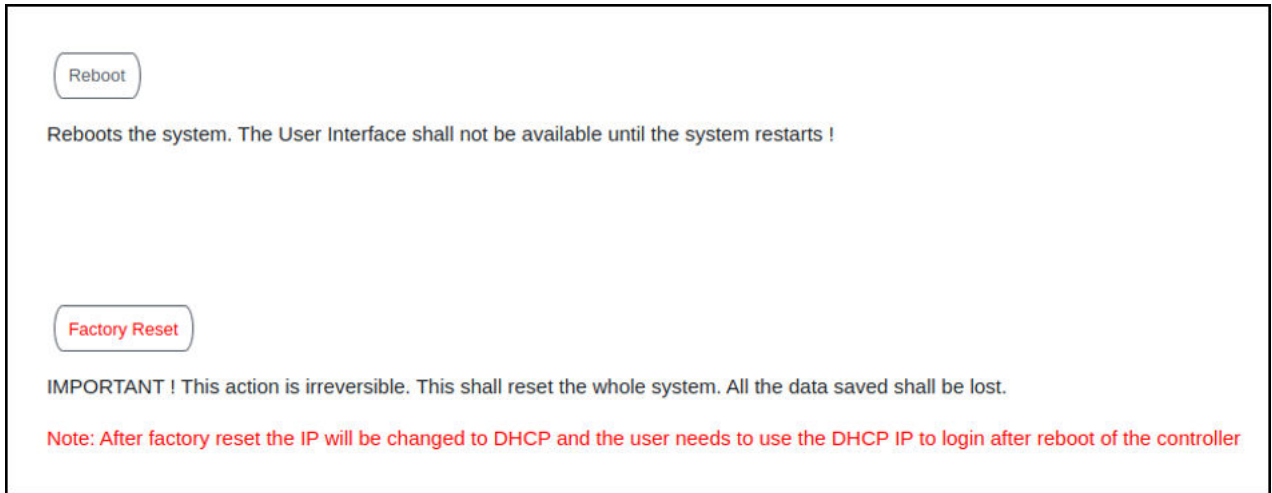 Reboot
Reboots the system. The User Interface shall not be available until the system restarts !
Factory Reset
IMPORTANT ! This action is irreversible. This shall reset the whole system. All the data saved shall be lost.
Note: After factory reset the IP will be changed to DHCP and the user needs to use the DHCP IP to login after reboot of the controller